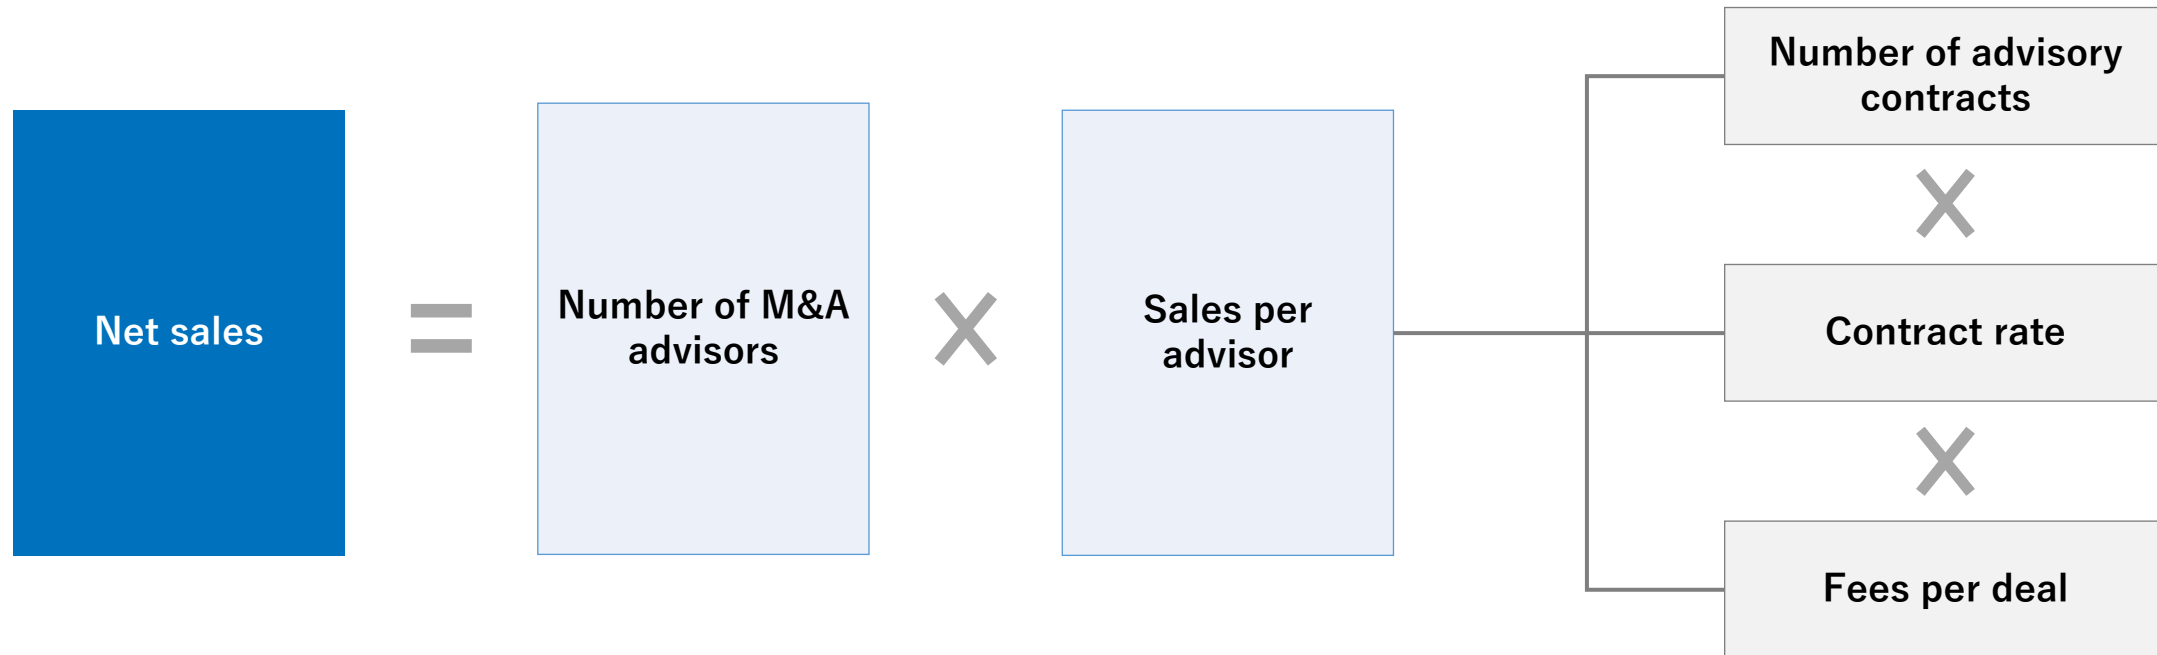 Net sales
=
Number of M&A
advisors
×
Sales per
advisor
Number of advisory
contracts
×
Contract rate
×
Fees per deal